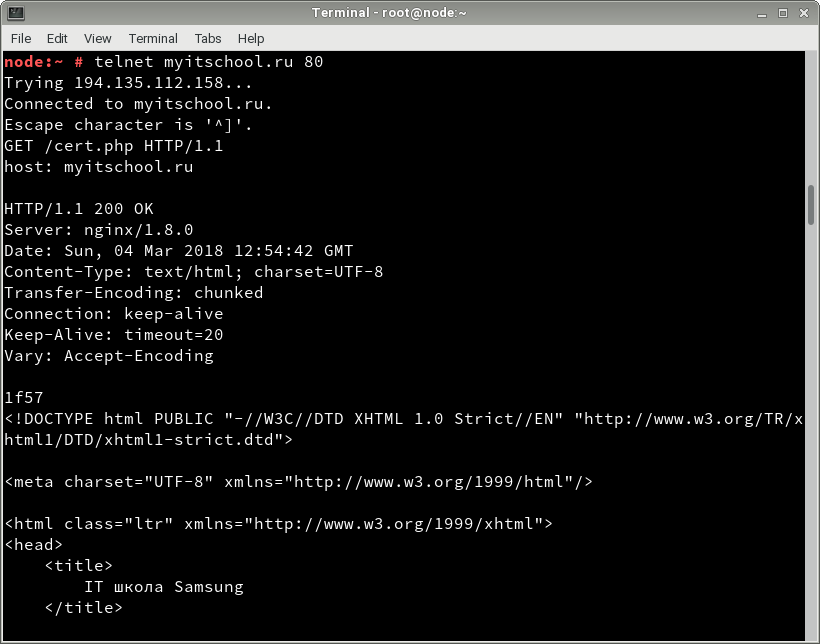 Terminal - root@node:~
File Edit View Terminal Tabs Help
node:~ # telnet myitschool.ru 80
Trying 194.135.112.158...
Connected to myitschool.ru.
Escape character is '^]'.
GET /cert.php HTTP/1.1
host: myitschool.ru

HTTP/1.1 200 OK
Server: nginx/1.8.0
Date: Sun, 04 Mar 2018 12:54:42 GMT
Content-Type: text/html; charset=UTF-8
Transfer-Encoding: chunked
Connection: keep-alive
Keep-Alive: timeout=20
Vary: Accept-Encoding

1f57
<!DOCTYPE html PUBLIC "-//W3C//DTD XHTML 1.0 Strict//EN" "http://www.w3.org/TR/x
html1/DTD/xhtml1-strict.dtd">

<meta charset="UTF-8" xmlns="http://www.w3.org/1999/html"/>

<html class="ltr" xmlns="http://www.w3.org/1999/xhtml">
<head>
    <title>
        IT школа Samsung
    </title>